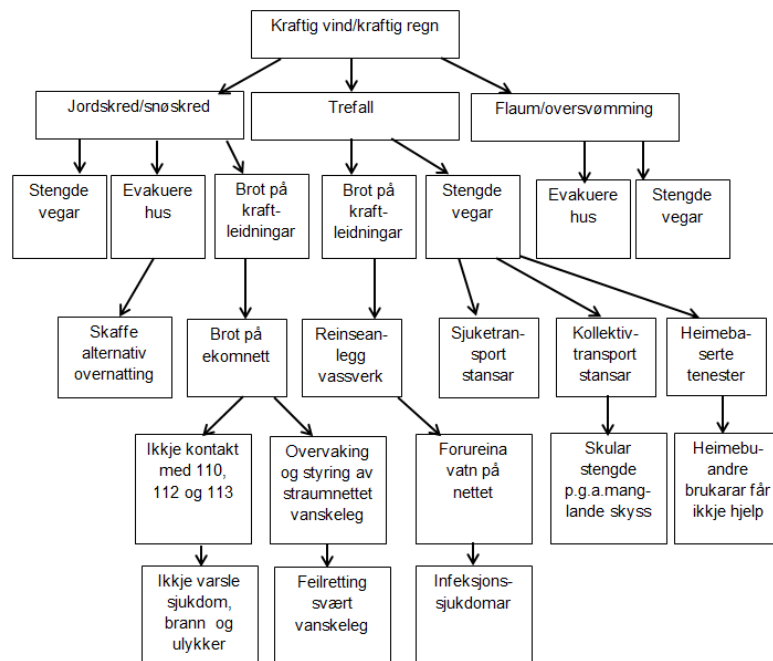 Kraftig vind/kraftig regn
Jordskred/snøskred
Trefall
Flaum/oversvømming
Stengde
vegar
Evakuere
hus
Brot på
kraft-
leidningar
Brot på
kraft-
leidningar
Stengde
vegar
Evakuere
hus
Stengde
vegar
Skaffe
alternativ
overnatting
Brot på
ekomnett
Reinsean-
legg
vassverk
Sjuketran-
sport
stansar
Kollektiv-
transport
stansar
Heimeba-
serte
tenester
Ikkje kontakt
med 110,
112 og 113
Overvaking
og styring av
straumnettet
vanskeleg
Forureina
vatn på
nettet
Skular
stengde
p.g.a.mang-
lande skyss
Heimebu-
andre
brukarar får
ikkje hjelp
Ikkje varsle
sjukdom,
brann og
ulykker
Feilretting
svært
vanskeleg
Infeksjons-
sjukdomar